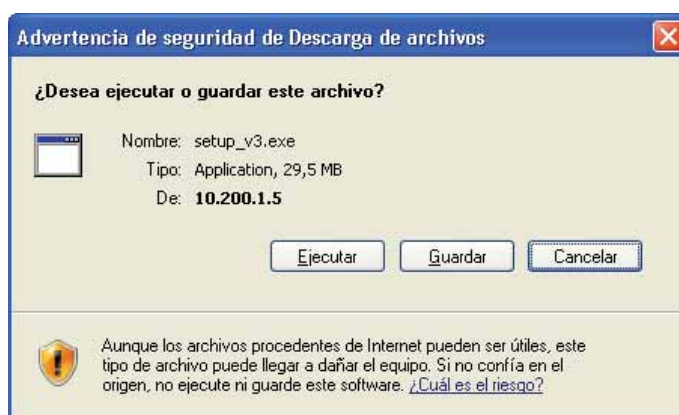 Advertencia de seguridad de Descarga de archivos
¿Desea ejecutar o guardar este archivo?
Nombre: setup_v3.exe
Tipo: Application, 29,5 MB
De: 10.200.1.5
Ejecutar Guardar Cancelar
Aunque los archivos procedentes de Internet pueden ser útiles, este
tipo de archivo puede llegar a dañar el equipo. Si no confía en el
origen, no ejecute ni guarde este software. ¿Cuál es el riesgo?